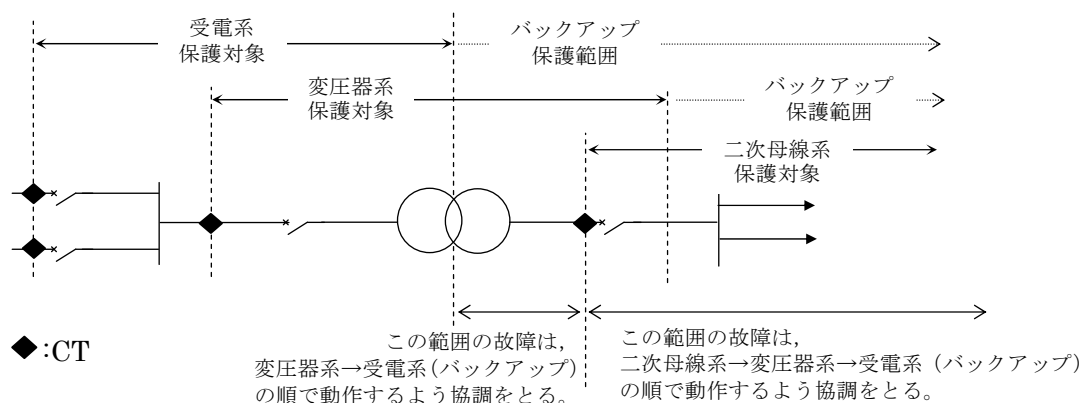 受電系
保護対象
バックアップ
保護範囲
変圧器系
保護対象
バックアップ
保護範囲
二次母線系
保護対象
◆:CT
この範囲の故障は,
変圧器系→受電系(バックアップ)
の順で動作するよう協調をとる。
この範囲の故障は,
二次母線系→変圧器系→受電系 (バックアップ)
の順で動作するよう協調をとる。